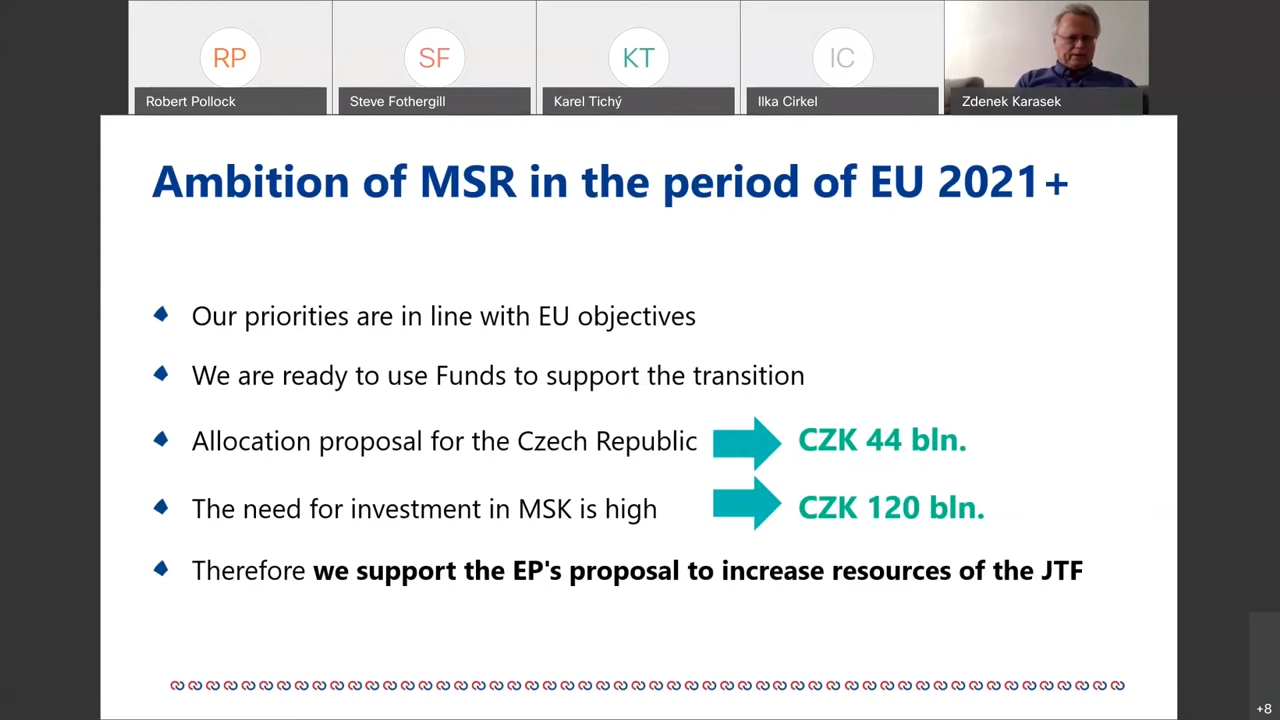 RP
SF
KT
IC
Robert Pollock
Steve Fothergill
Karel Tichý
Ilka Cirkel
Zdenek Karasek
Ambition of MSR in the period of EU 2021+
Our priorities are in line with EU objectives
We are ready to use Funds to support the transition
Allocation proposal for the Czech Republic CZK 44 bln.
The need for investment in MSK is high CZK 120 bln.
Therefore we support the EP's proposal to increase resources of the JTF
+8